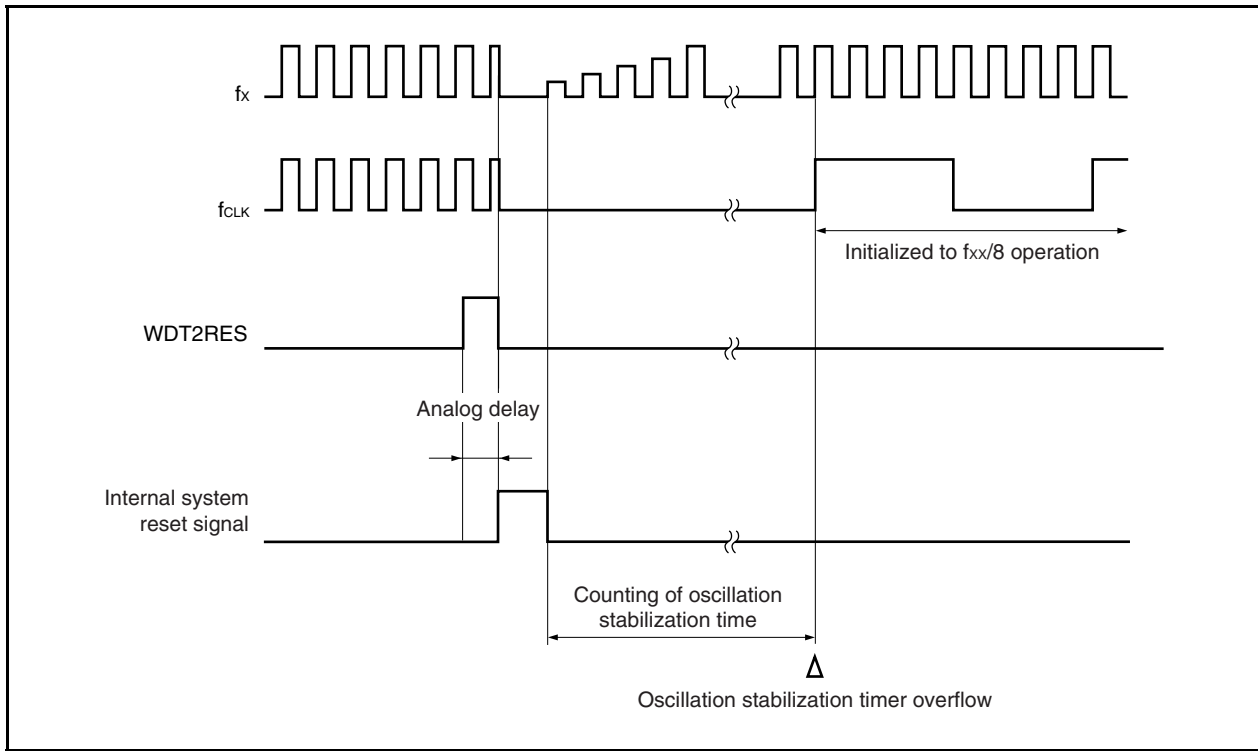 fX
fCLK
Initialized to fXX/8 operation
WDT2RES
Analog delay
Internal system
reset signal
Counting of oscillation
stabilization time
Oscillation stabilization timer overflow